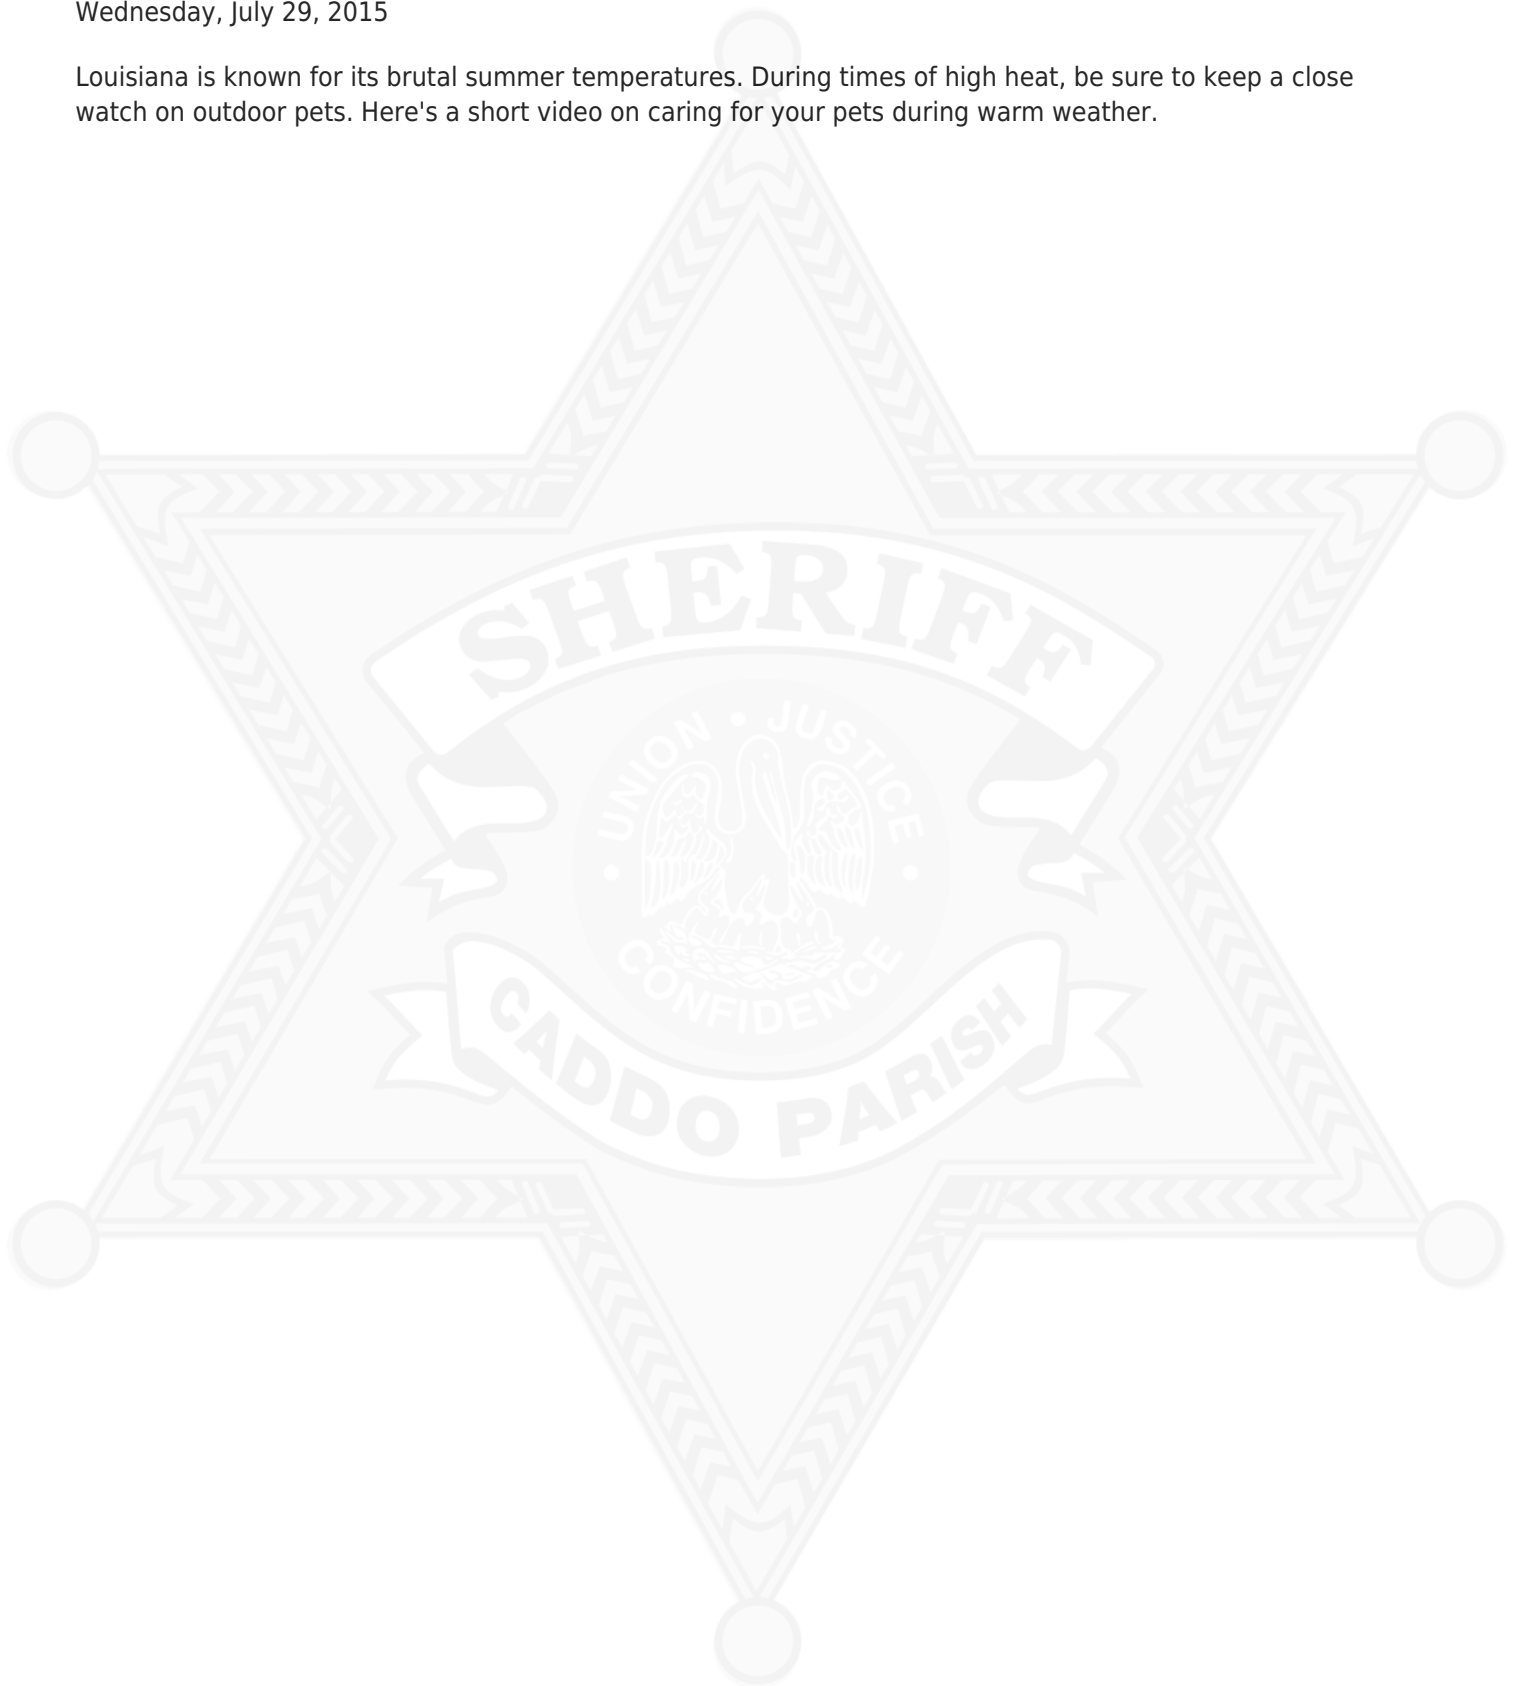 Wednesday, July 29, 2015
Louisiana is known for its brutal summer temperatures. During times of high heat, be sure to keep a close
watch on outdoor pets. Here's a short video on caring for your pets during warm weather.
SHERIFF
UNION • JUSTICE
• CONFIDENCE •
CADDO PARISH